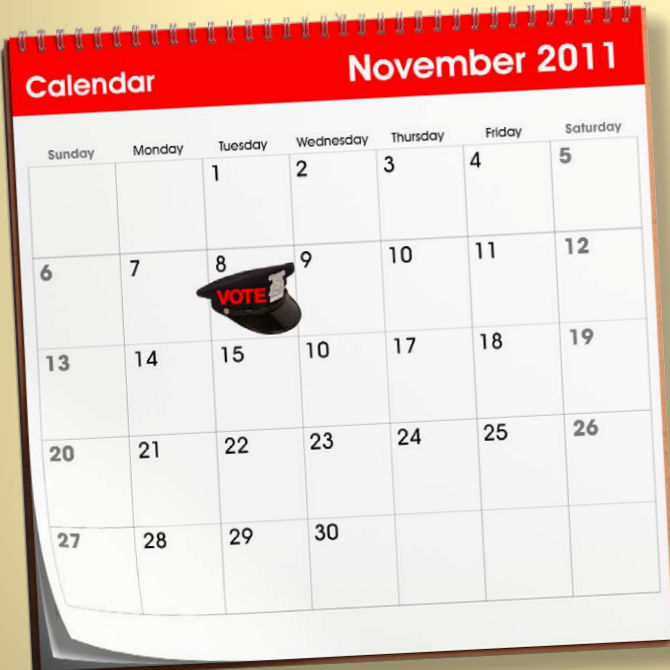 Calendar November 2011
Sunday Monday Tuesday Wednesday Thursday Friday Saturday
1 2 3 4 5
6 7 8 9 10 11 12
VOTE
13 14 15 10 17 18 19
20 21 22 23 24 25 26
27 28 29 30